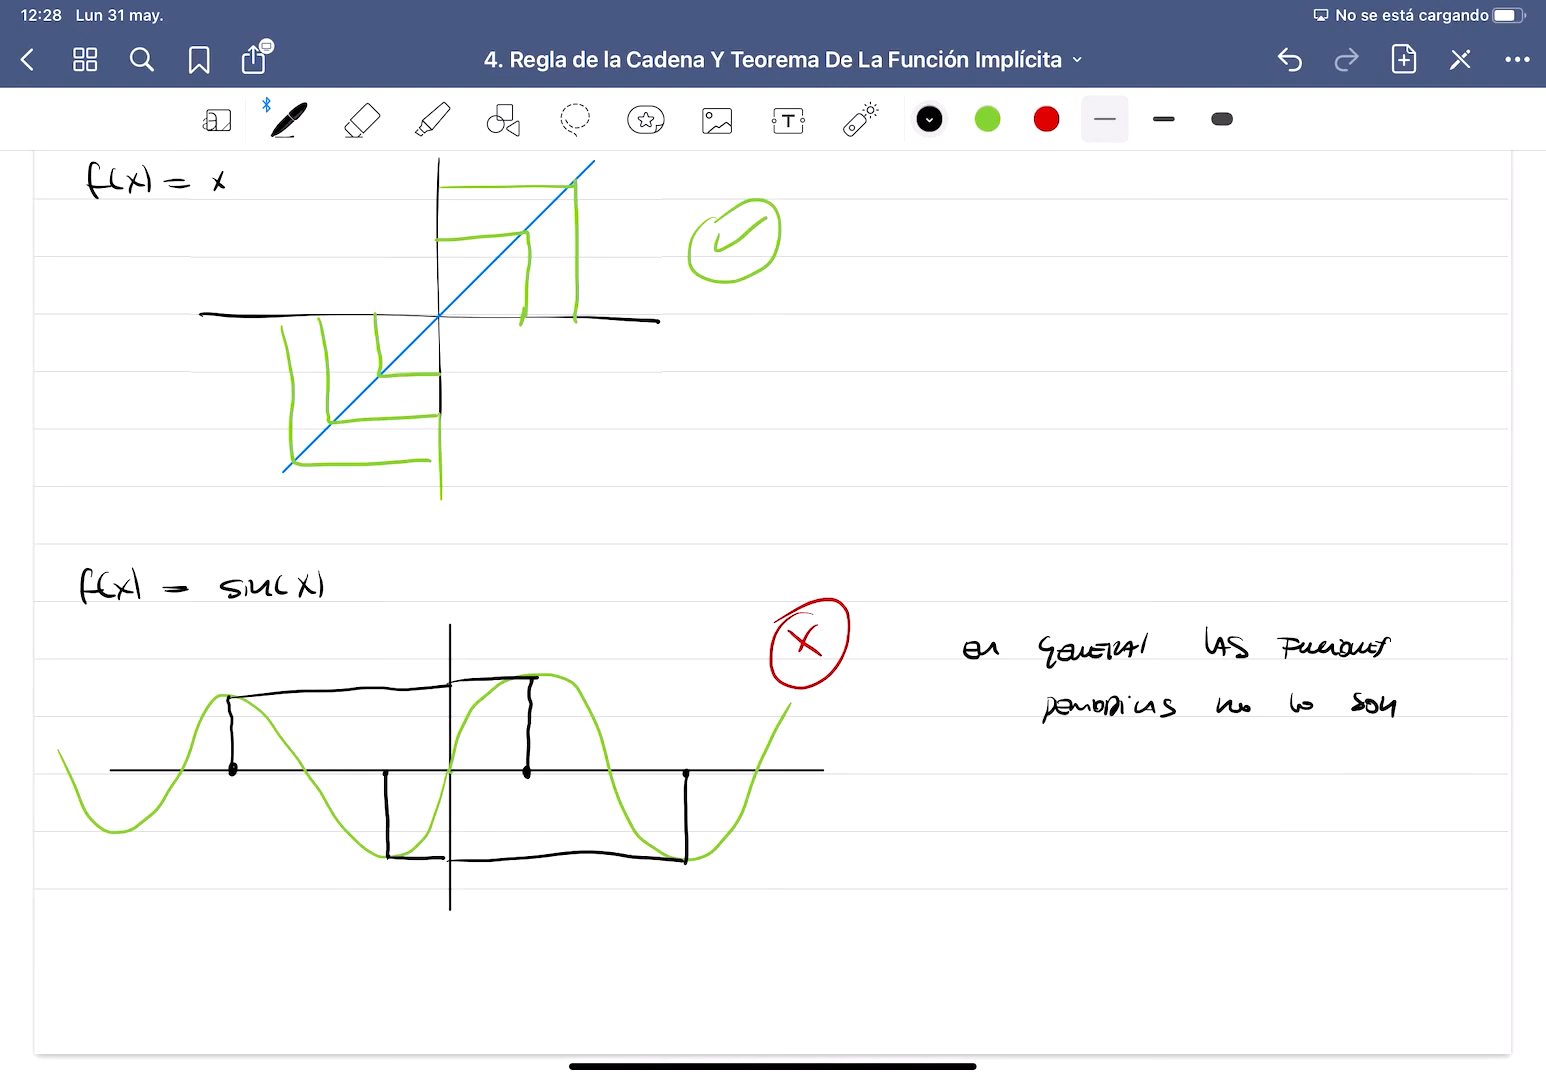 12:28 Lun 31 may.
No se está cargando
4. Regla de la Cadena Y Teorema De La Función Implícita
T
f(x) = x
f(x) = sin(x)
X
en GENERAL LAS FUNCIONES
PERIODICAS no lo son